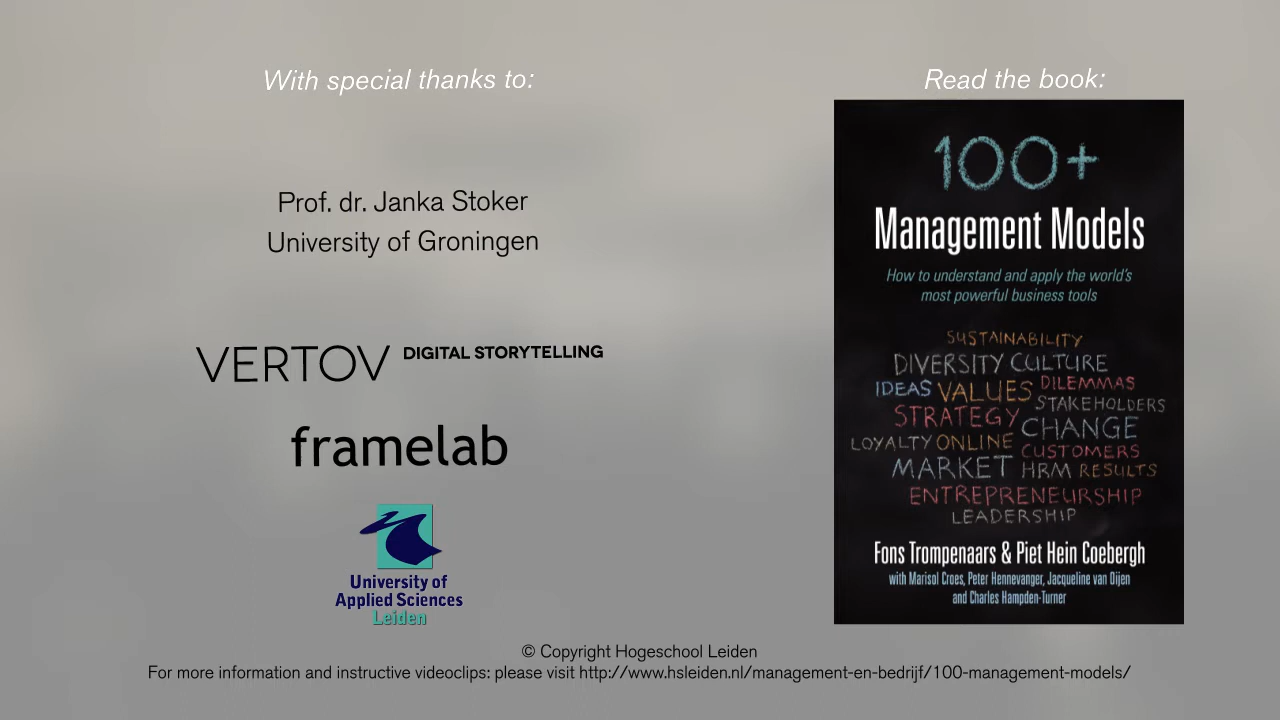 With special thanks to:
Prof. dr. Janka Stoker
University of Groningen
VERTOV DIGITAL STORYTELLING
framelab
University of
Applied Sciences
Leiden
Read the book:
100+
Management Models
How to understand and apply the world's
most powerful business tools
SUSTAINABILITY
DIVERSITY CULTURE
IDEAS VALUES DILEMMAS
STAKEHOLDERS
STRATEGY CHANGE
LOYALTY ONLINE CUSTOMERS
MARKET HRM RESULTS
ENTREPRENEURSHIP
LEADERSHIP
Fons Trompenaars & Piet Hein Coebergh
with Marisol Croes, Peter Hennevanger, Jacqueline van Dijen
and Charles Hampden-Turner
© Copyright Hogeschool Leiden
For more information and instructive videoclips: please visit http://www.hsleiden.nl/management-en-bedrijf/100-management-models/